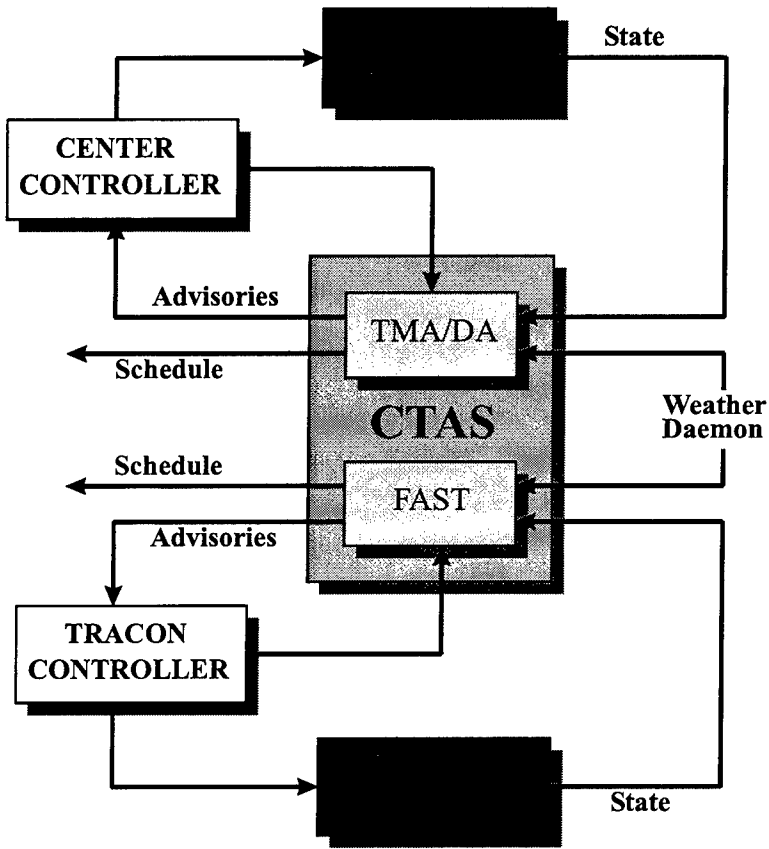 State
CENTER
CONTROLLER
Advisories
TMA/DA
Schedule
Weather
Daemon
CTAS
Schedule
FAST
Advisories
TRACON
CONTROLLER
State